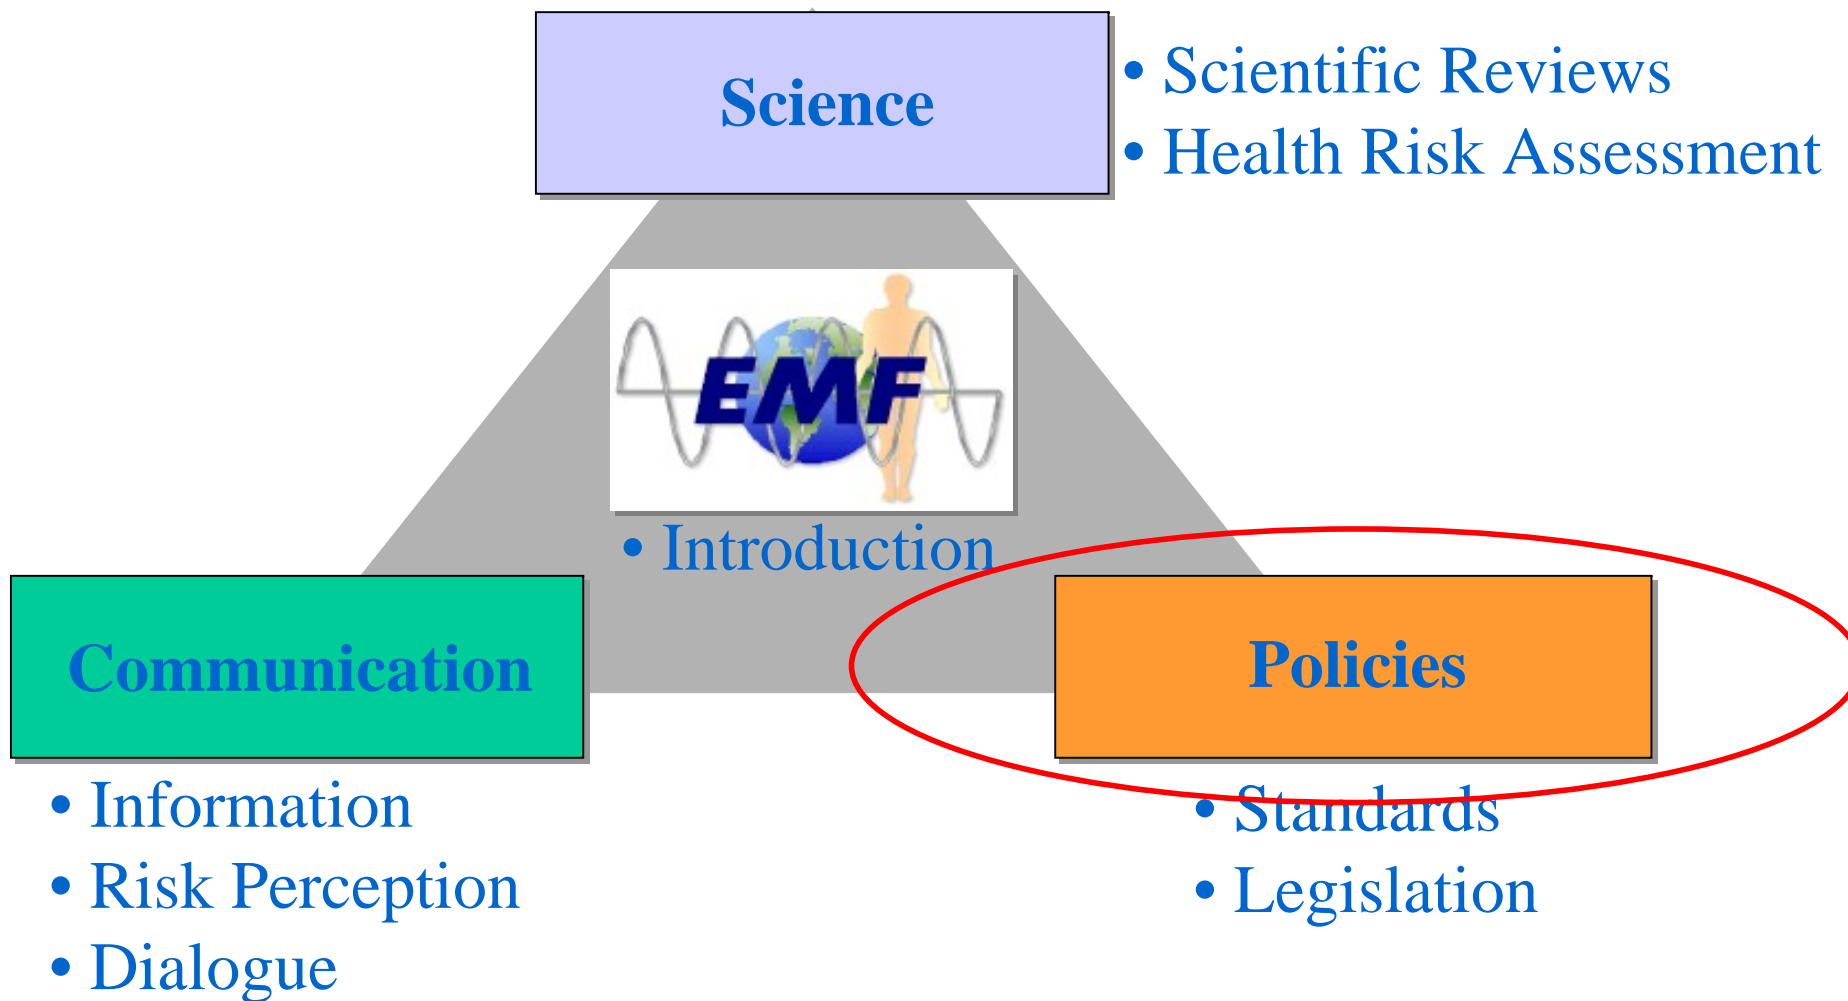 Science
• Scientific Reviews
• Health Risk Assessment
EMF
• Introduction
Communication
• Information
• Risk Perception
• Dialogue
Policies
• Standards
• Legislation